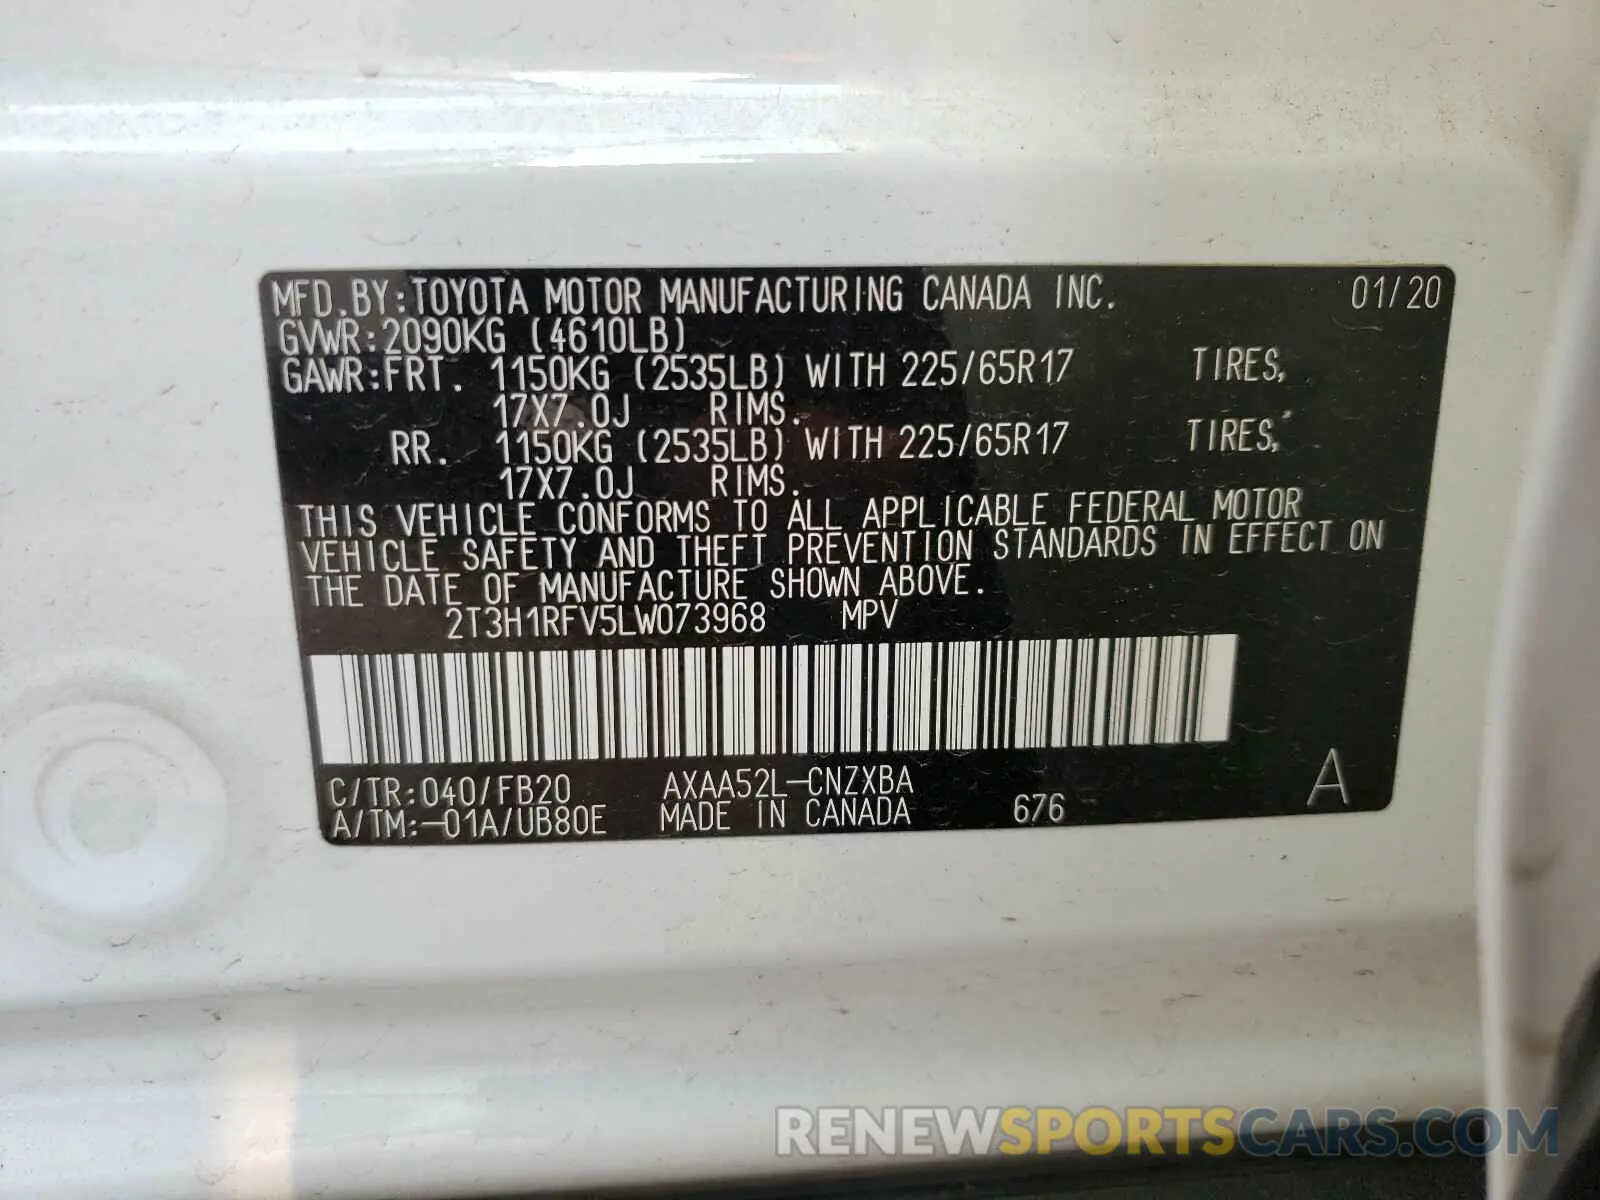 MFD.BY:TOYOTA MOTOR MANUFACTURING CANADA INC. 01/20
GVWR:2090KG (4610LB)
GAWR:FRT. 1150KG (2535LB) WITH 225/65R17 TIRES,
17X7.0J RIMS.
RR. 1150KG (2535LB) WITH 225/65R17 TIRES,
17X7.0J RIMS.
THIS VEHICLE CONFORMS TO ALL APPLICABLE FEDERAL MOTOR
VEHICLE SAFETY AND THEFT PREVENTION STANDARDS IN EFFECT ON
THE DATE OF MANUFACTURE SHOWN ABOVE.
2T3H1RFV5LW073968 MPV
C/TR:040/FB20 AXAA52L-CNZXBA A
A/TM:-01A/UB80E MADE IN CANADA 676
RENEWSPORTSCARS.COM